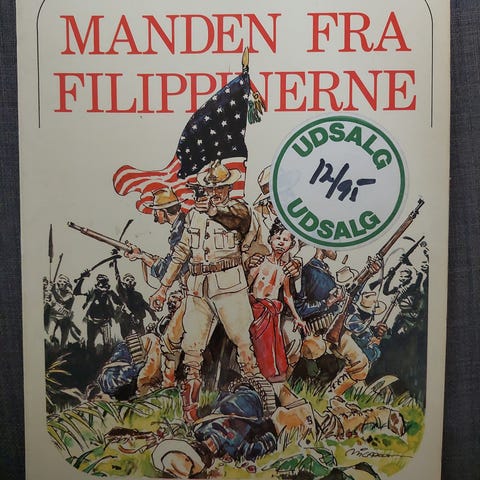 MANDEN FRA
FILIPPINERNE
UDSALG
12/95
UDSALG